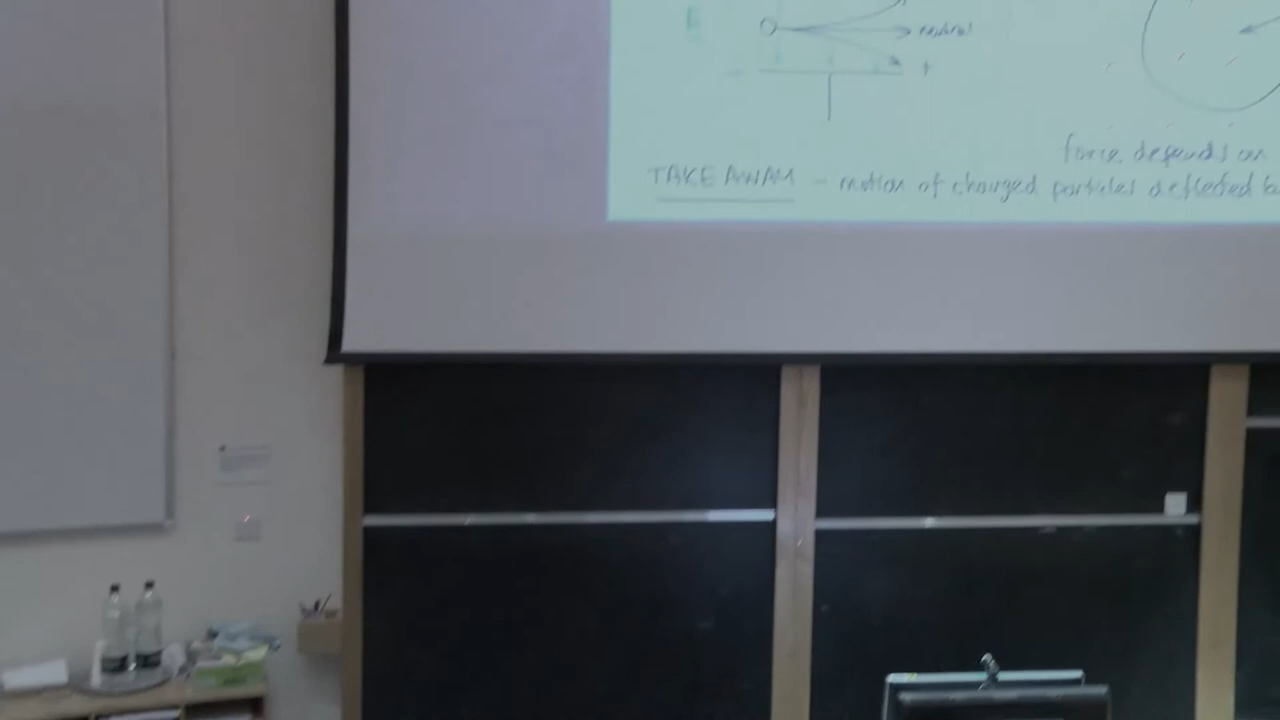 neutral
+
force depends on
TAKE AWAY - motion of charged particles deflected